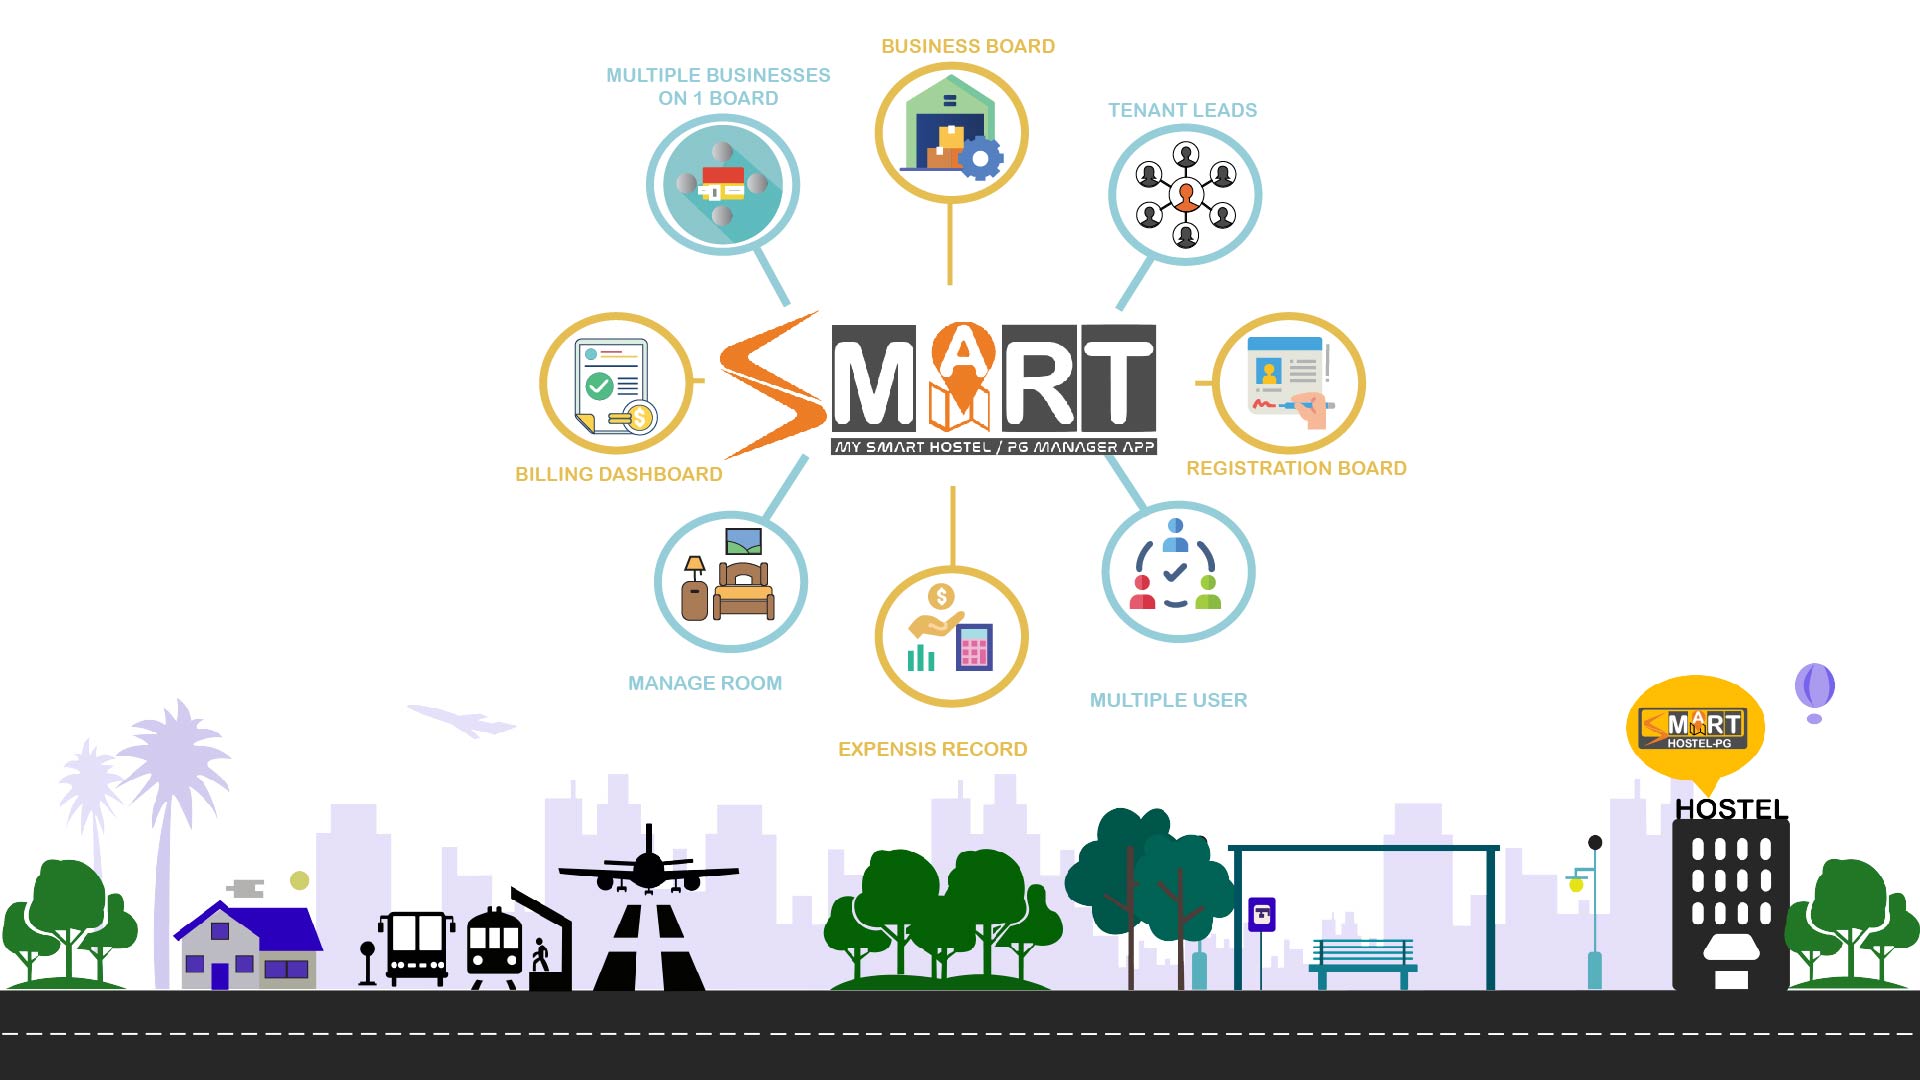 BUSINESS BOARD
MULTIPLE BUSINESSES
ON 1 BOARD
TENANT LEADS
SMART
MY SMART HOSTEL / PG MANAGER APP
BILLING DASHBOARD
REGISTRATION BOARD
MANAGE ROOM
MULTIPLE USER
EXPENSIS RECORD
SMART
HOSTEL-PG
HOSTEL